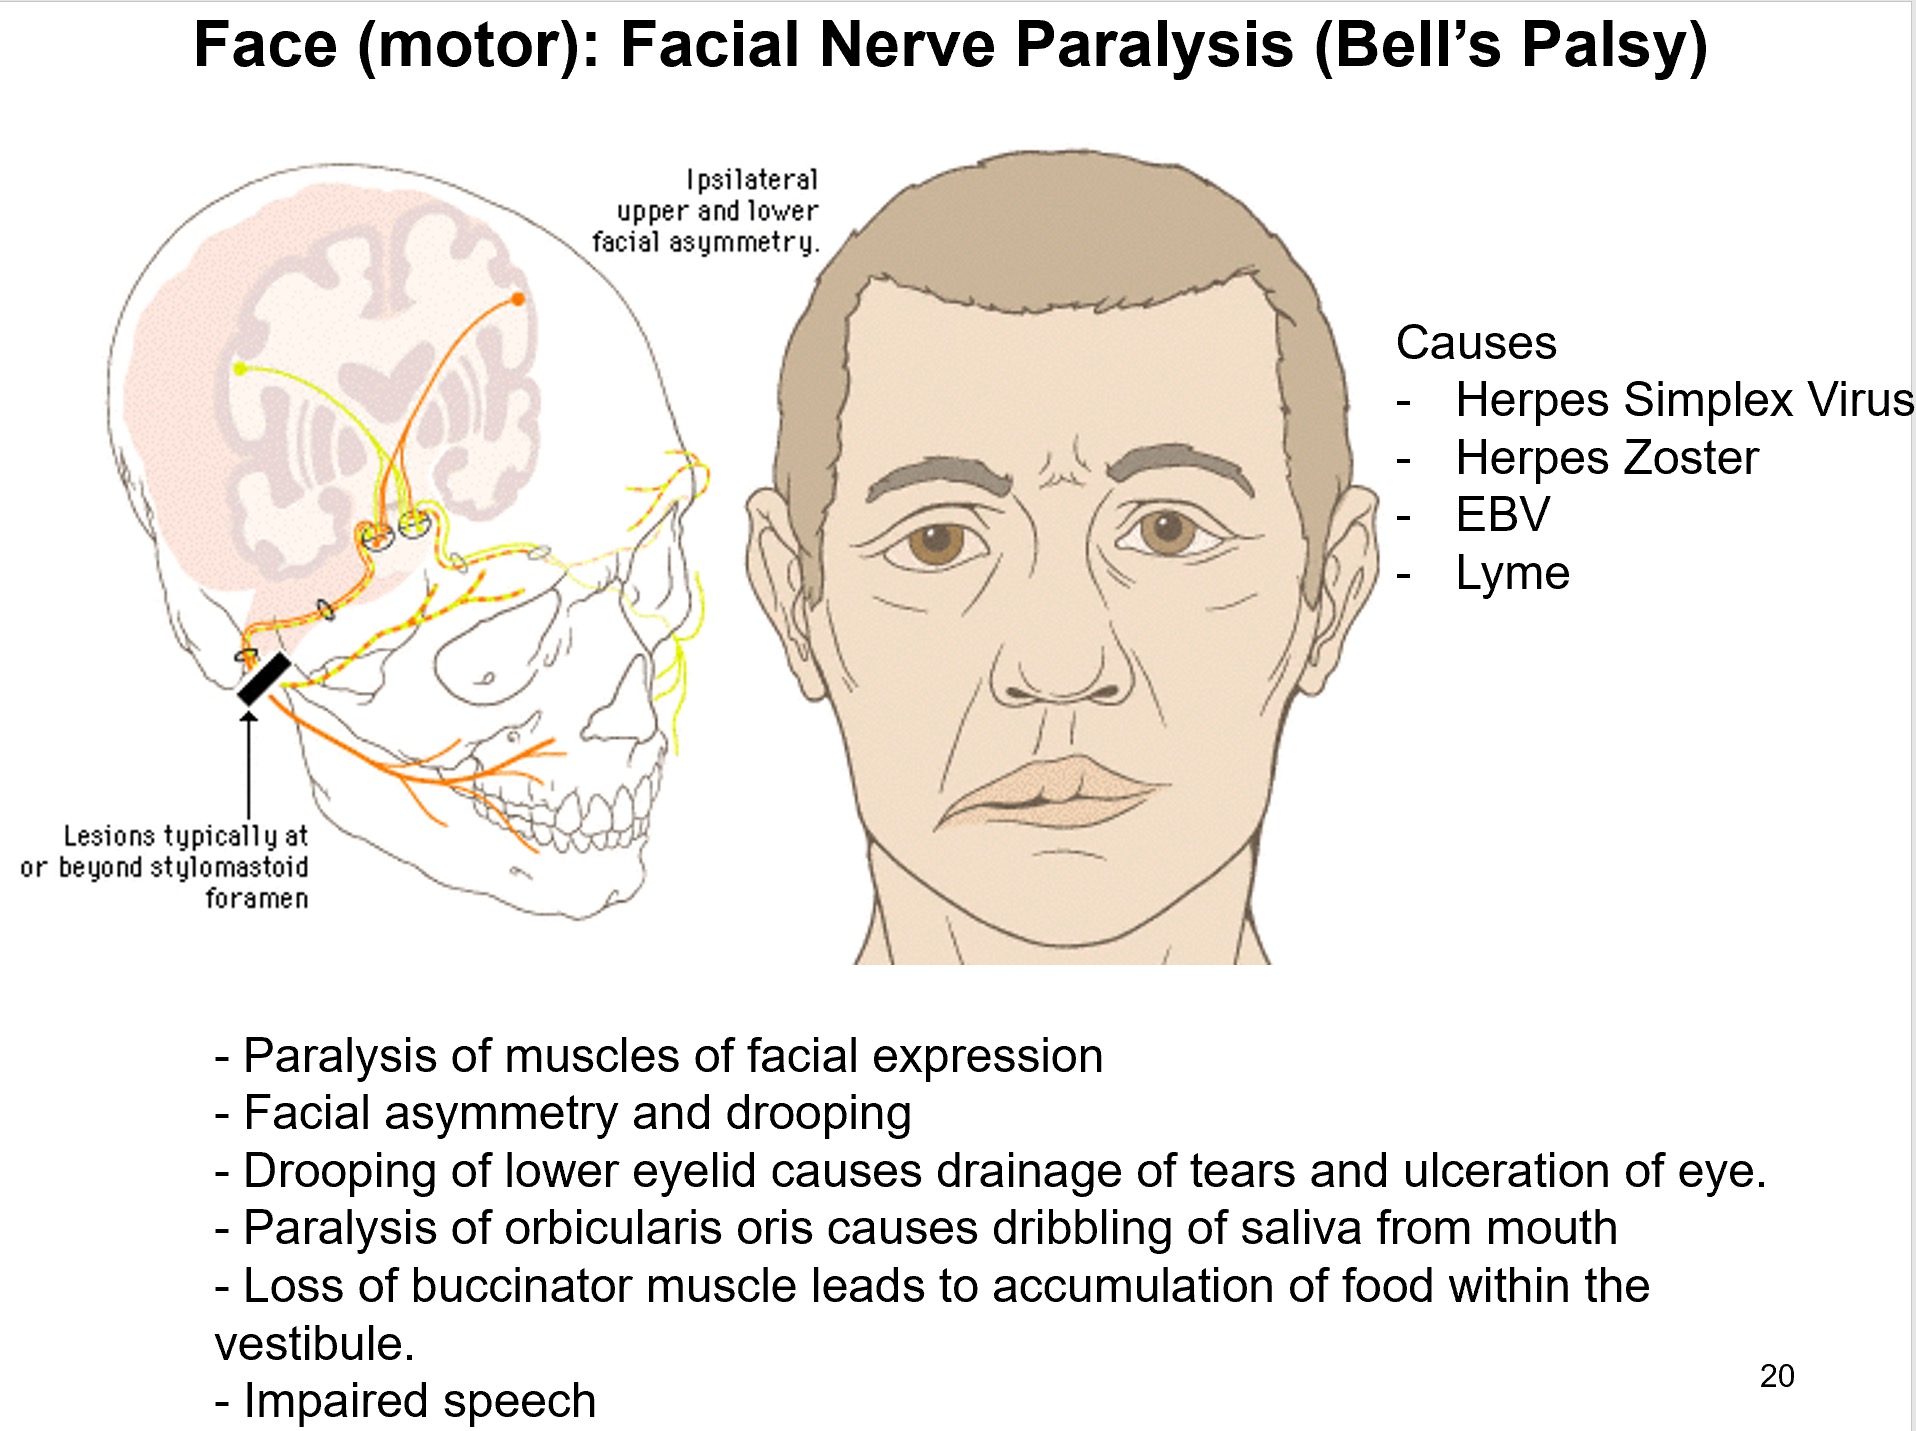 Face (motor): Facial Nerve Paralysis (Bell’s Palsy)
Ipsilateral
upper and lower
facial asymmetry.
Causes
- Herpes Simplex Virus
- Herpes Zoster
- EBV
- Lyme
Lesions typically at
or beyond stylomastoid
foramen
- Paralysis of muscles of facial expression
- Facial asymmetry and drooping
- Drooping of lower eyelid causes drainage of tears and ulceration of eye.
- Paralysis of orbicularis oris causes dribbling of saliva from mouth
- Loss of buccinator muscle leads to accumulation of food within the
vestibule.
- Impaired speech
20